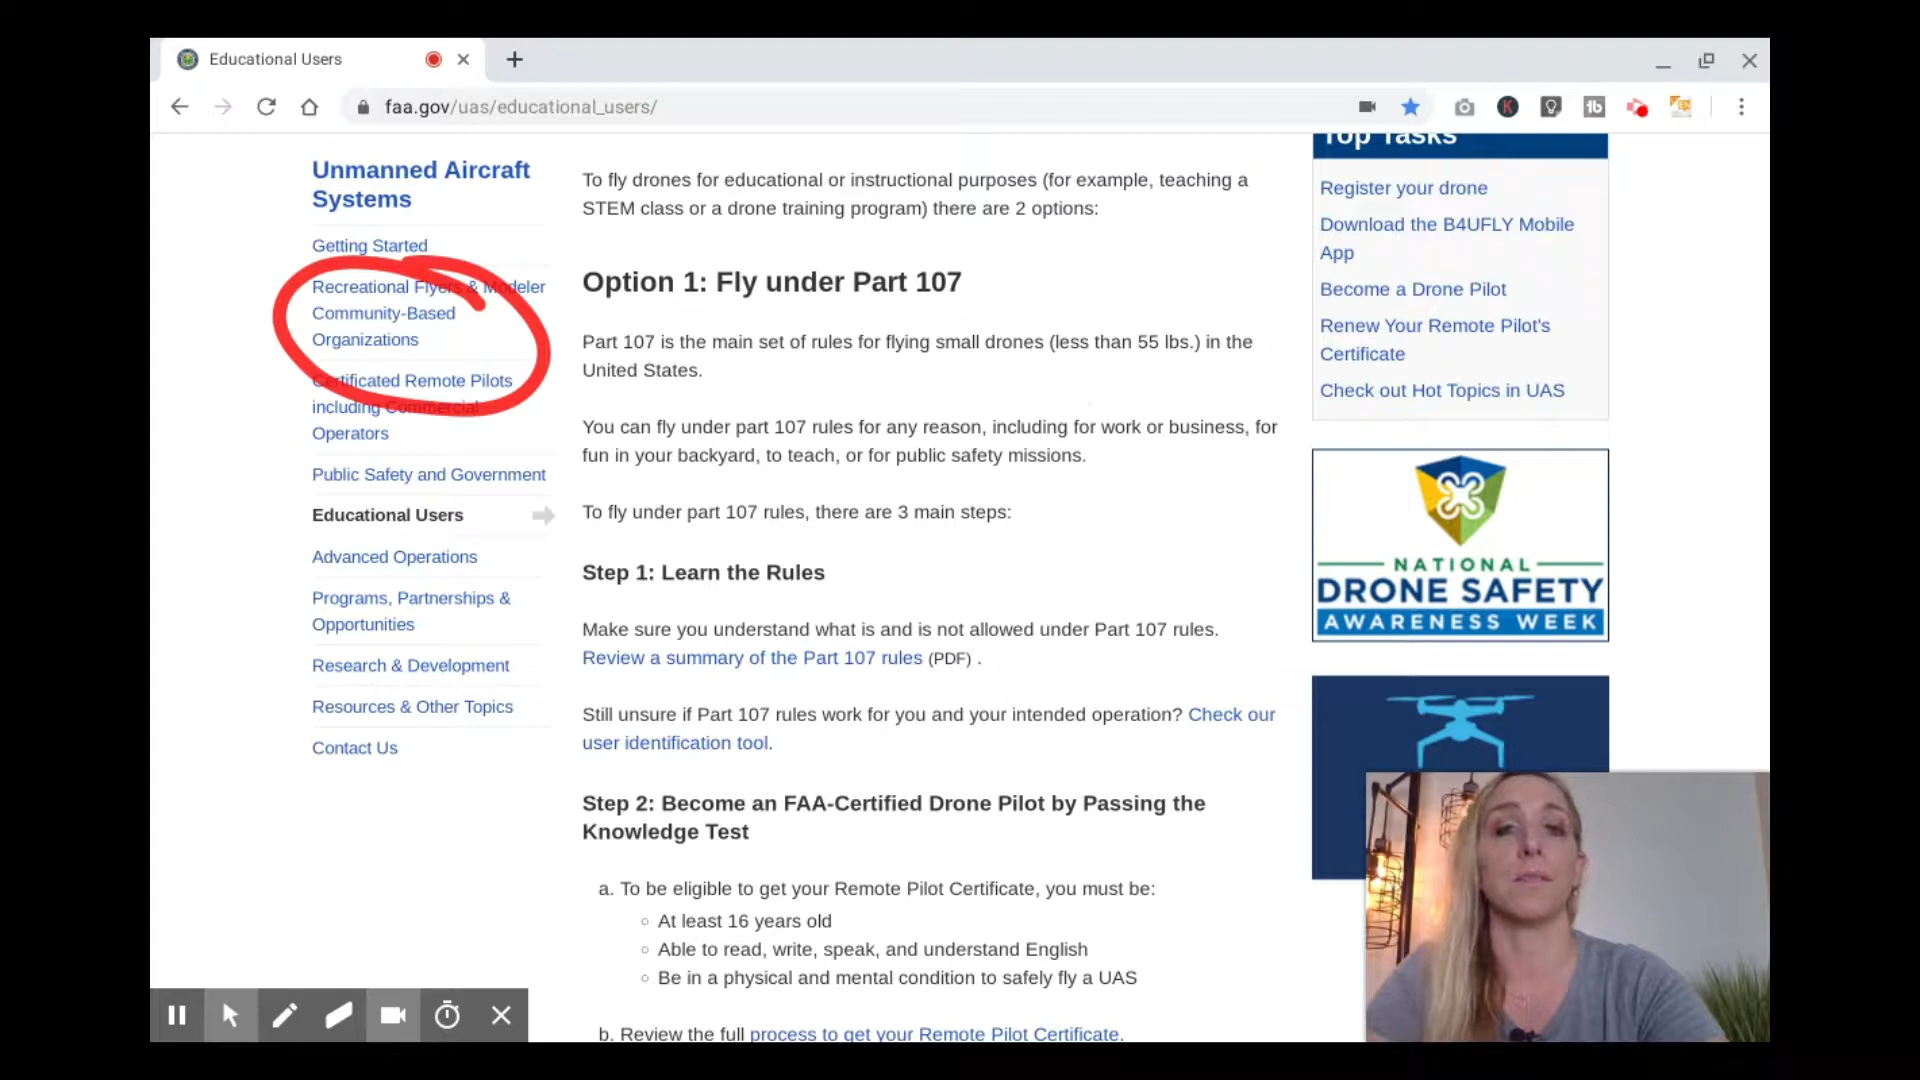 Educational Users
faa.gov/uas/educational_users/
Unmanned Aircraft
Systems
Getting Started
Recreational Flyers & Modeler
Community-Based
Organizations
Certificated Remote Pilots
including Commercial
Operators
Public Safety and Government
Educational Users
Advanced Operations
Programs, Partnerships &
Opportunities
Research & Development
Resources & Other Topics
Contact Us
To fly drones for educational or instructional purposes (for example, teaching a
STEM class or a drone training program) there are 2 options:
Option 1: Fly under Part 107
Part 107 is the main set of rules for flying small drones (less than 55 lbs.) in the
United States.
You can fly under part 107 rules for any reason, including for work or business, for
fun in your backyard, to teach, or for public safety missions.
To fly under part 107 rules, there are 3 main steps:
Step 1: Learn the Rules
Make sure you understand what is and is not allowed under Part 107 rules.
Review a summary of the Part 107 rules (PDF) .
Still unsure if Part 107 rules work for you and your intended operation? Check our
user identification tool.
Step 2: Become an FAA-Certified Drone Pilot by Passing the
Knowledge Test
a. To be eligible to get your Remote Pilot Certificate, you must be:
At least 16 years old
Able to read, write, speak, and understand English
Be in a physical and mental condition to safely fly a UAS
b. Review the full process to get your Remote Pilot Certificate.
Top Tasks
Register your drone
Download the B4UFLY Mobile
App
Become a Drone Pilot
Renew Your Remote Pilot's
Certificate
Check out Hot Topics in UAS
NATIONAL
DRONE SAFETY
AWARENESS WEEK